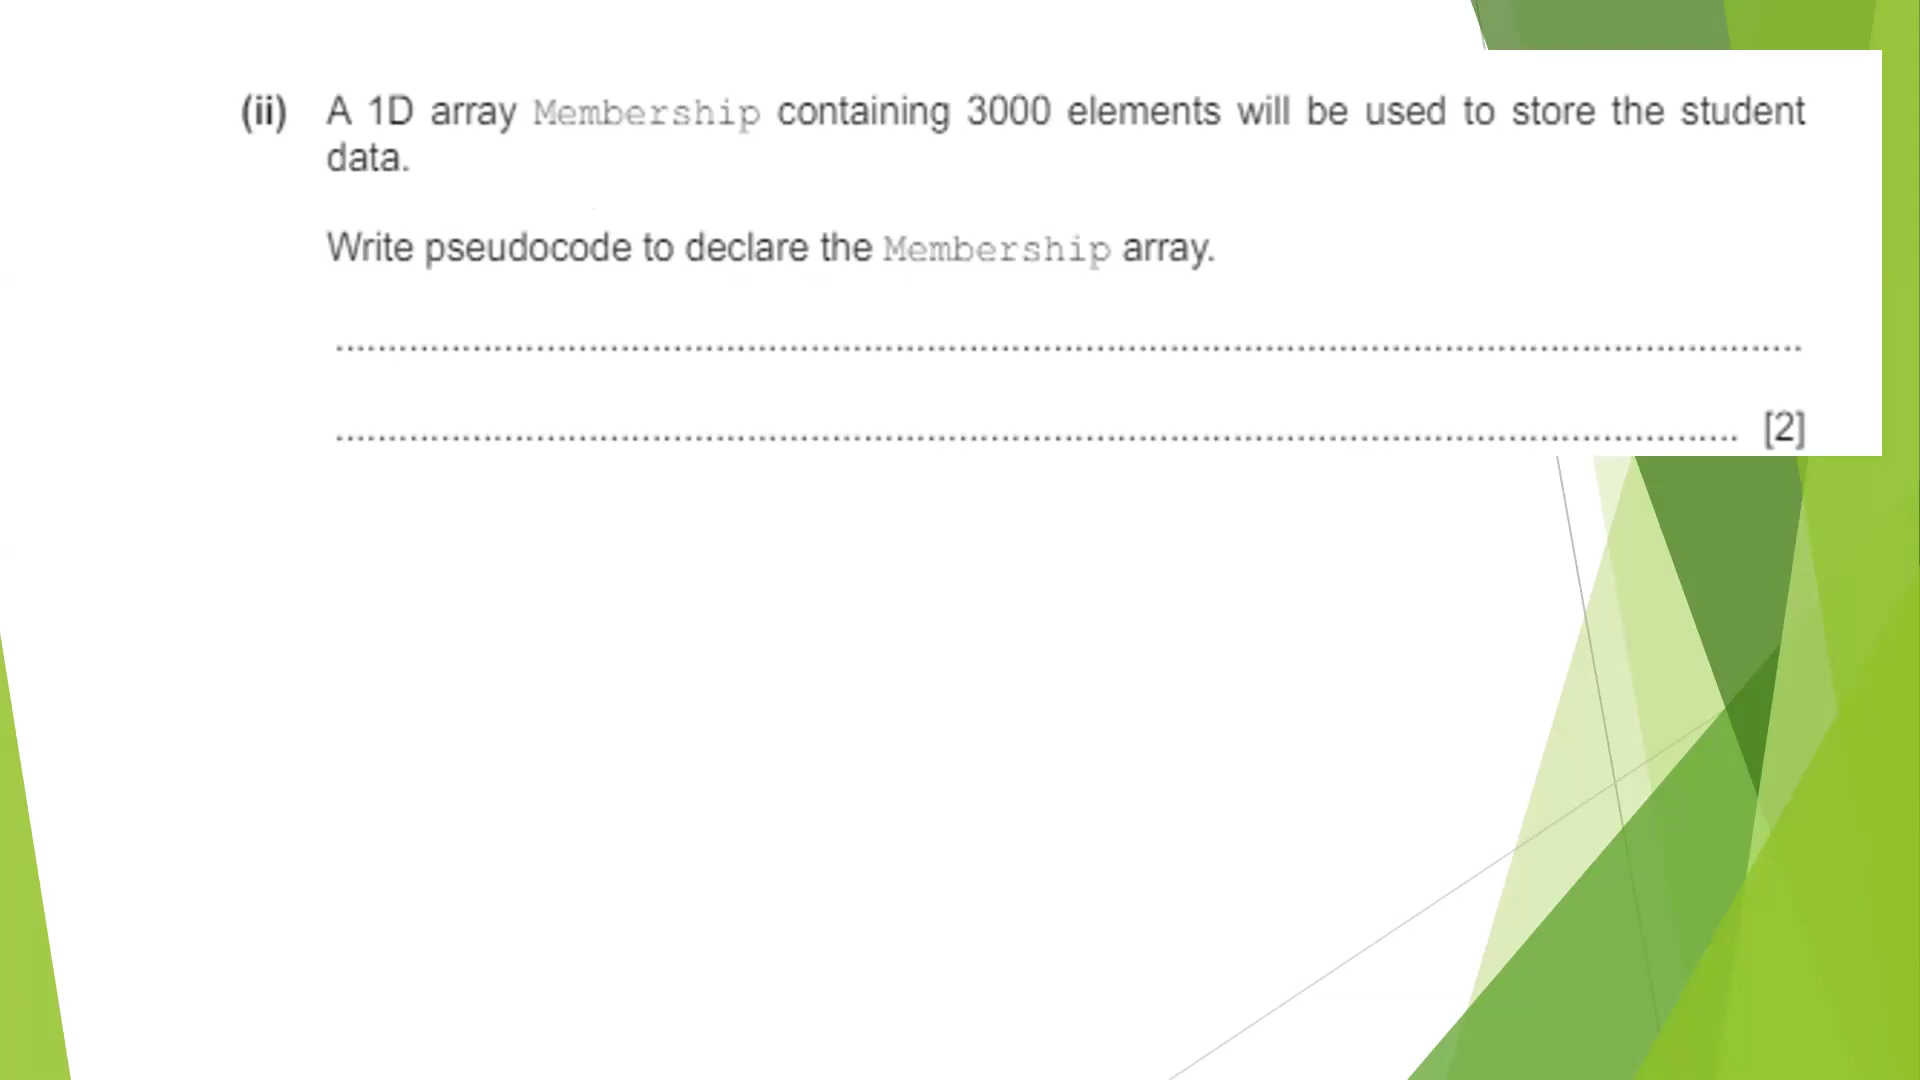 (ii) A 1D array Membership containing 3000 elements will be used to store the student
data.
Write pseudocode to declare the Membership array.
..........................................................................................................................................
.................................................................................................................................... [2]